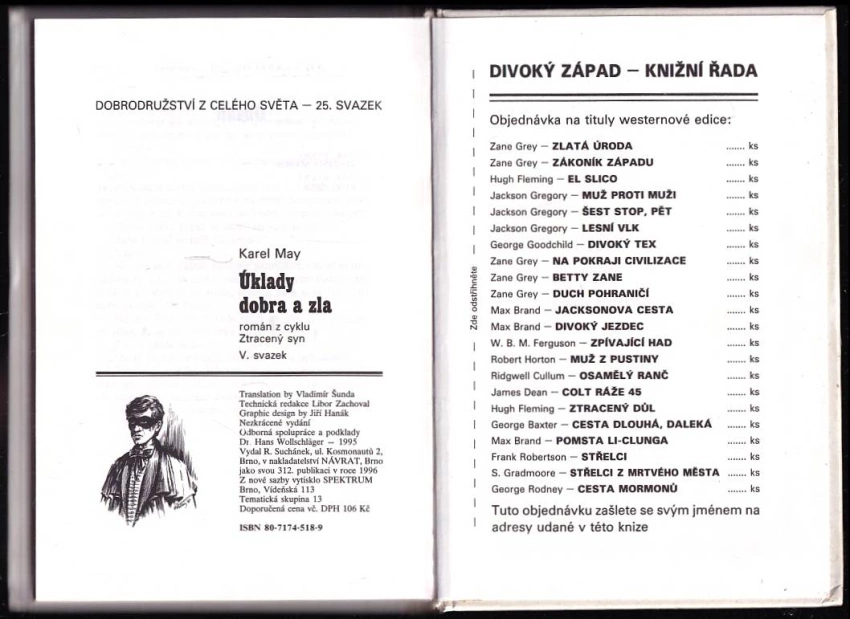 DOBRODRUŽSTVÍ Z CELÉHO SVĚTA – 25. SVAZEK
Karel May
Úklady
dobra a zla
román z cyklu
Ztracený syn
V. svazek
Translation by Vladimír Šunda
Technická redakce Libor Zachoval
Graphic design by Jiří Hanák
Nezkrácené vydání
Odborná spolupráce a podklady
Dr. Hans Wollschläger – 1995
Vydal R. Suchánek, ul. Kosmonautů 2,
Brno, v nakladatelství NÁVRAT, Brno
jako svou 312. publikaci v roce 1996
Z nové sazby vytisklo SPEKTRUM
Brno, Vídeňská 113
Tematická skupina 13
Doporučená cena vč. DPH 106 Kč
ISBN 80-7174-518-9
DIVOKÝ ZÁPAD – KNIŽNÍ ŘADA
Objednávka na tituly westernové edice:
Zane Grey – ZLATÁ ÚRODA ....... ks
Zane Grey – ZÁKONÍK ZÁPADU ....... ks
Hugh Fleming – EL SLICO ....... ks
Jackson Gregory – MUŽ PROTI MUŽI ....... ks
Jackson Gregory – ŠEST STOP, PĚT ....... ks
Jackson Gregory – LESNÍ VLK ....... ks
George Goodchild – DIVOKÝ TEX ....... ks
Zane Grey – NA POKRAJI CIVILIZACE ....... ks
Zane Grey – BETTY ZANE ....... ks
Zane Grey – DUCH POHRANIČÍ ....... ks
Max Brand – JACKSONOVA CESTA ....... ks
Max Brand – DIVOKÝ JEZDEC ....... ks
W. B. M. Ferguson – ZPÍVAJÍCÍ HAD ....... ks
Robert Horton – MUŽ Z PUSTINY ....... ks
Ridgwell Cullum – OSAMĚLÝ RANČ ....... ks
James Dean – COLT RÁŽE 45 ....... ks
Hugh Fleming – ZTRACENÝ DŮL ....... ks
George Baxter – CESTA DLOUHÁ, DALEKÁ ....... ks
Max Brand – POMSTA LI-CLUNGA ....... ks
Frank Robertson – STŘELCI ....... ks
S. Gradmoore – STŘELCI Z MRTVÉHO MĚSTA ....... ks
George Rodney – CESTA MORMONŮ ....... ks
Tuto objednávku zašlete se svým jménem na
adresy udané v této knize
Zde odstřihněte